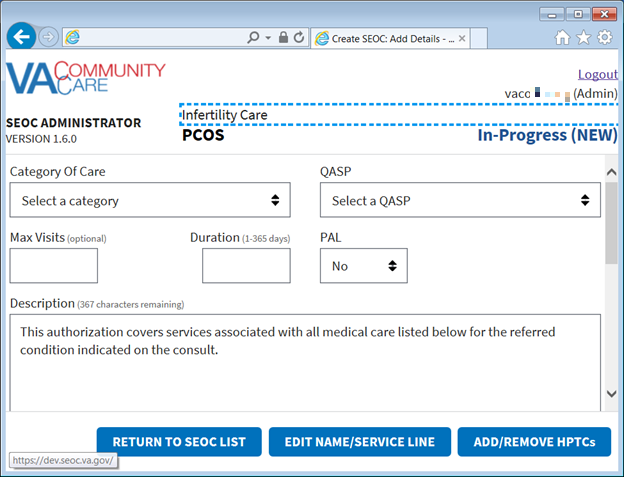 Create SEOC: Add Details - ...
VA COMMUNITY CARE
Logout
vaco (Admin)
SEOC ADMINISTRATOR
VERSION 1.6.0
Infertility Care
PCOS
In-Progress (NEW)
Category Of Care
QASP
Select a category
Select a QASP
Max Visits (optional)
Duration (1-365 days)
PAL
No
Description (367 characters remaining)
This authorization covers services associated with all medical care listed below for the referred
condition indicated on the consult.
RETURN TO SEOC LIST
EDIT NAME/SERVICE LINE
ADD/REMOVE HPTCs
https://dev.seoc.va.gov/